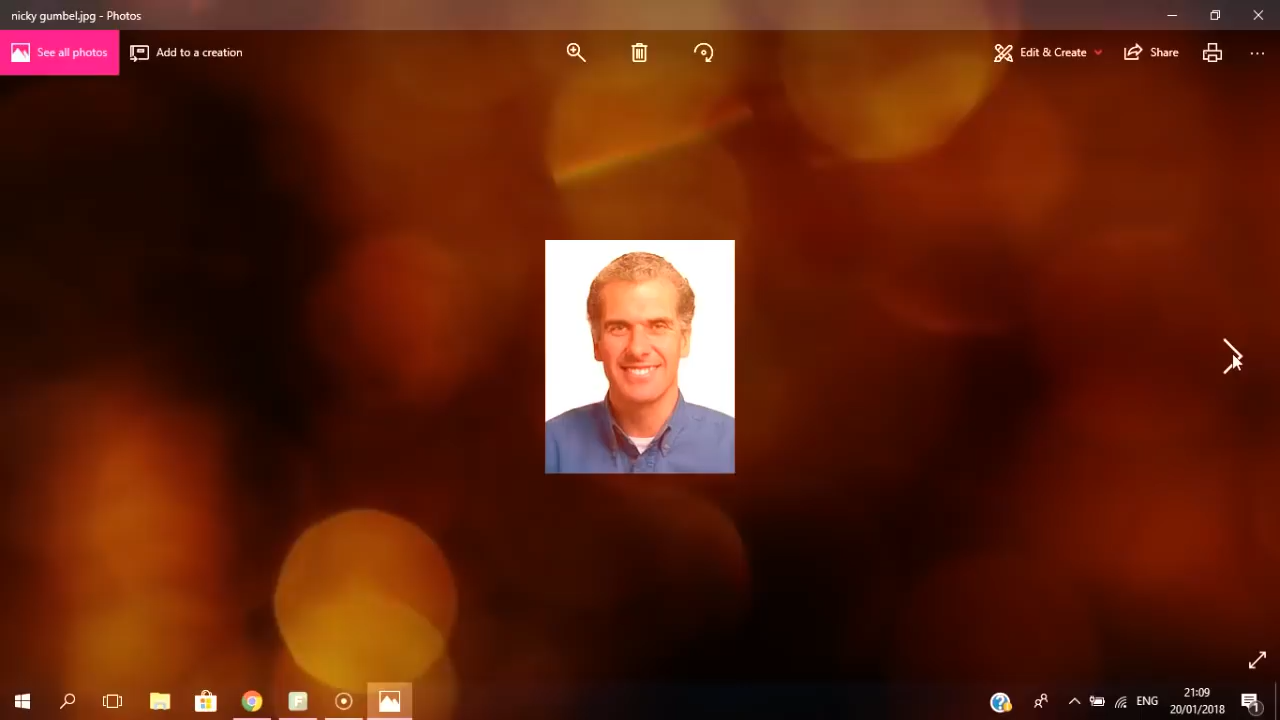 nicky gumbel.jpg - Photos
See all photos
Add to a creation
Edit & Create
Share
F
ENG
21:09
20/01/2018
1